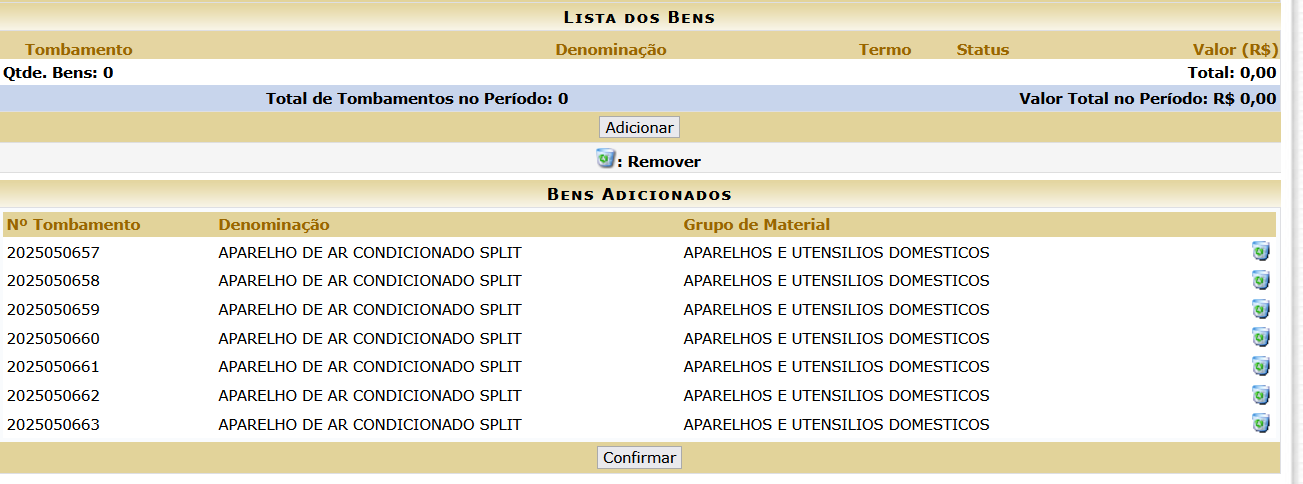 LISTA DOS BENS
Tombamento Denominação Termo Status Valor (R$)
Qtde. Bens: 0 Total: 0,00
Total de Tombamentos no Período: 0 Valor Total no Período: R$ 0,00
Adicionar
: Remover
BENS ADICIONADOS
Nº Tombamento Denominação Grupo de Material
2025050657 APARELHO DE AR CONDICIONADO SPLIT APARELHOS E UTENSILIOS DOMESTICOS
2025050658 APARELHO DE AR CONDICIONADO SPLIT APARELHOS E UTENSILIOS DOMESTICOS
2025050659 APARELHO DE AR CONDICIONADO SPLIT APARELHOS E UTENSILIOS DOMESTICOS
2025050660 APARELHO DE AR CONDICIONADO SPLIT APARELHOS E UTENSILIOS DOMESTICOS
2025050661 APARELHO DE AR CONDICIONADO SPLIT APARELHOS E UTENSILIOS DOMESTICOS
2025050662 APARELHO DE AR CONDICIONADO SPLIT APARELHOS E UTENSILIOS DOMESTICOS
2025050663 APARELHO DE AR CONDICIONADO SPLIT APARELHOS E UTENSILIOS DOMESTICOS
Confirmar